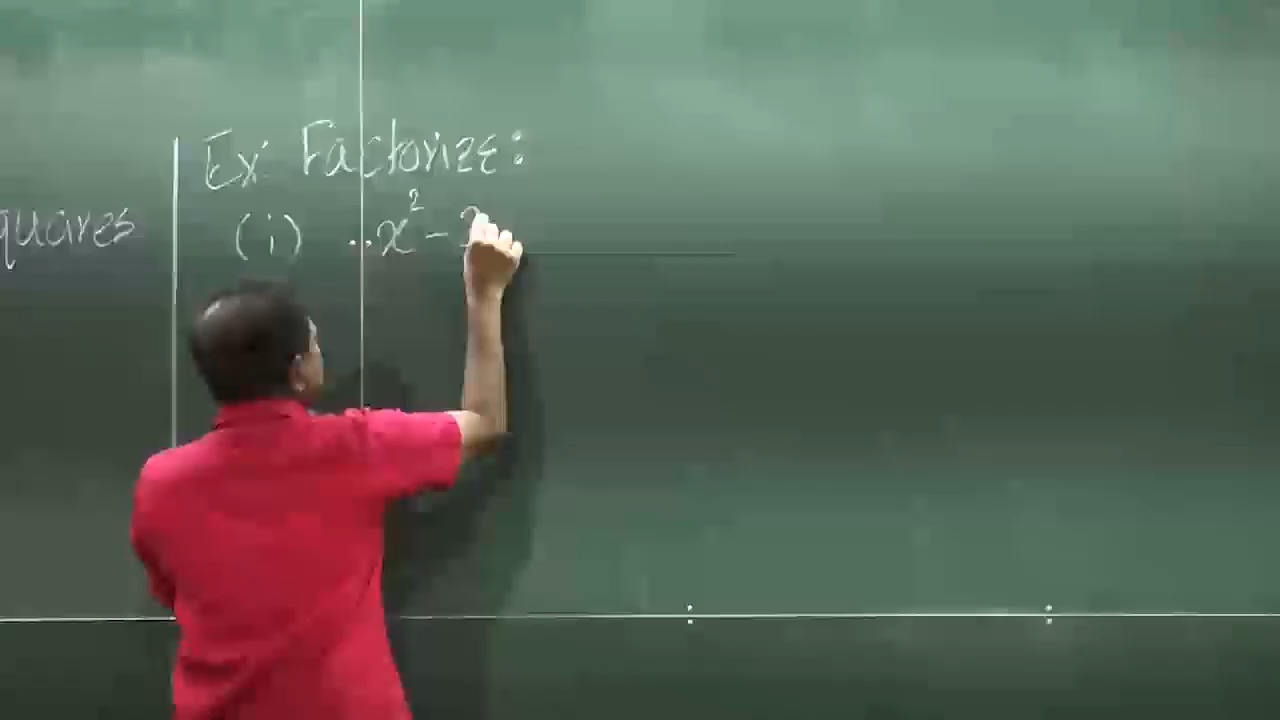 Ex: Factorize:
quares
(i) x² -